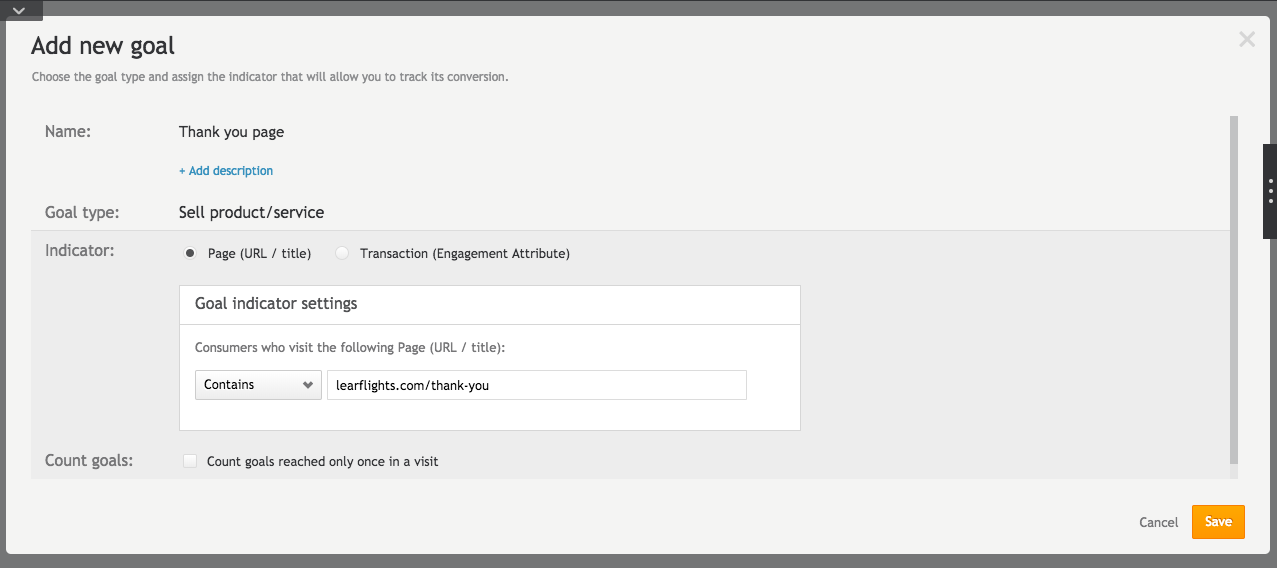 Add new goal
Choose the goal type and assign the indicator that will allow you to track its conversion.
Name: Thank you page
+ Add description
Goal type: Sell product/service
Indicator: Page (URL / title) Transaction (Engagement Attribute)
Goal indicator settings
Consumers who visit the following Page (URL / title):
Contains learflights.com/thank-you
Count goals: Count goals reached only once in a visit
Cancel Save